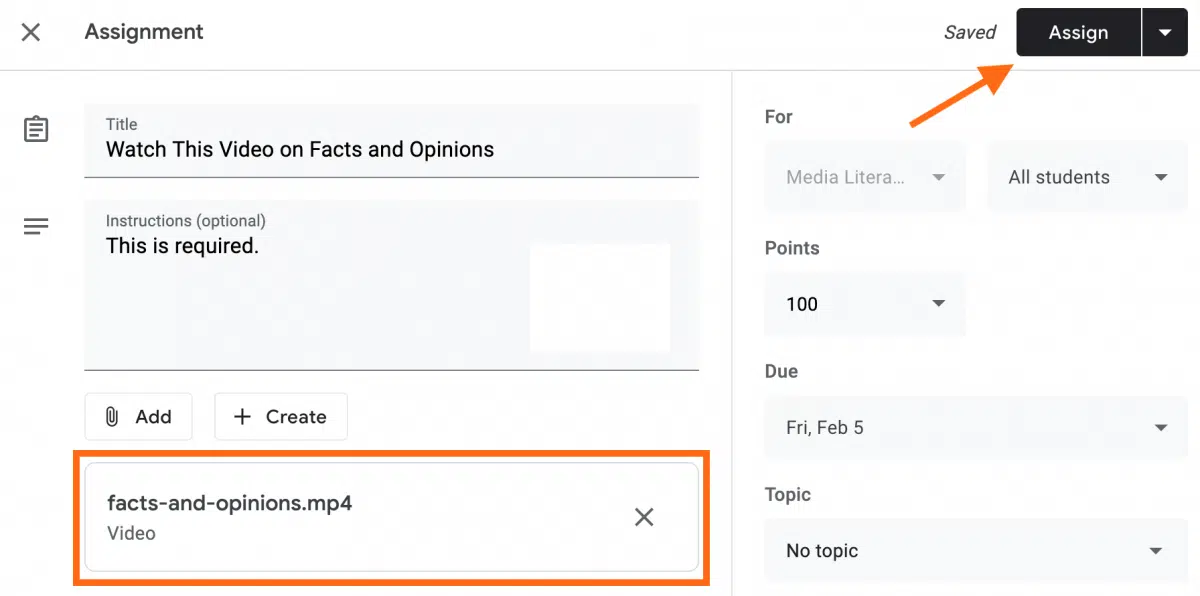 Assignment
Saved
Assign
Title
Watch This Video on Facts and Opinions
Instructions (optional)
This is required.
Add
Create
facts-and-opinions.mp4
Video
For
Media Litera...
All students
Points
100
Due
Fri, Feb 5
Topic
No topic